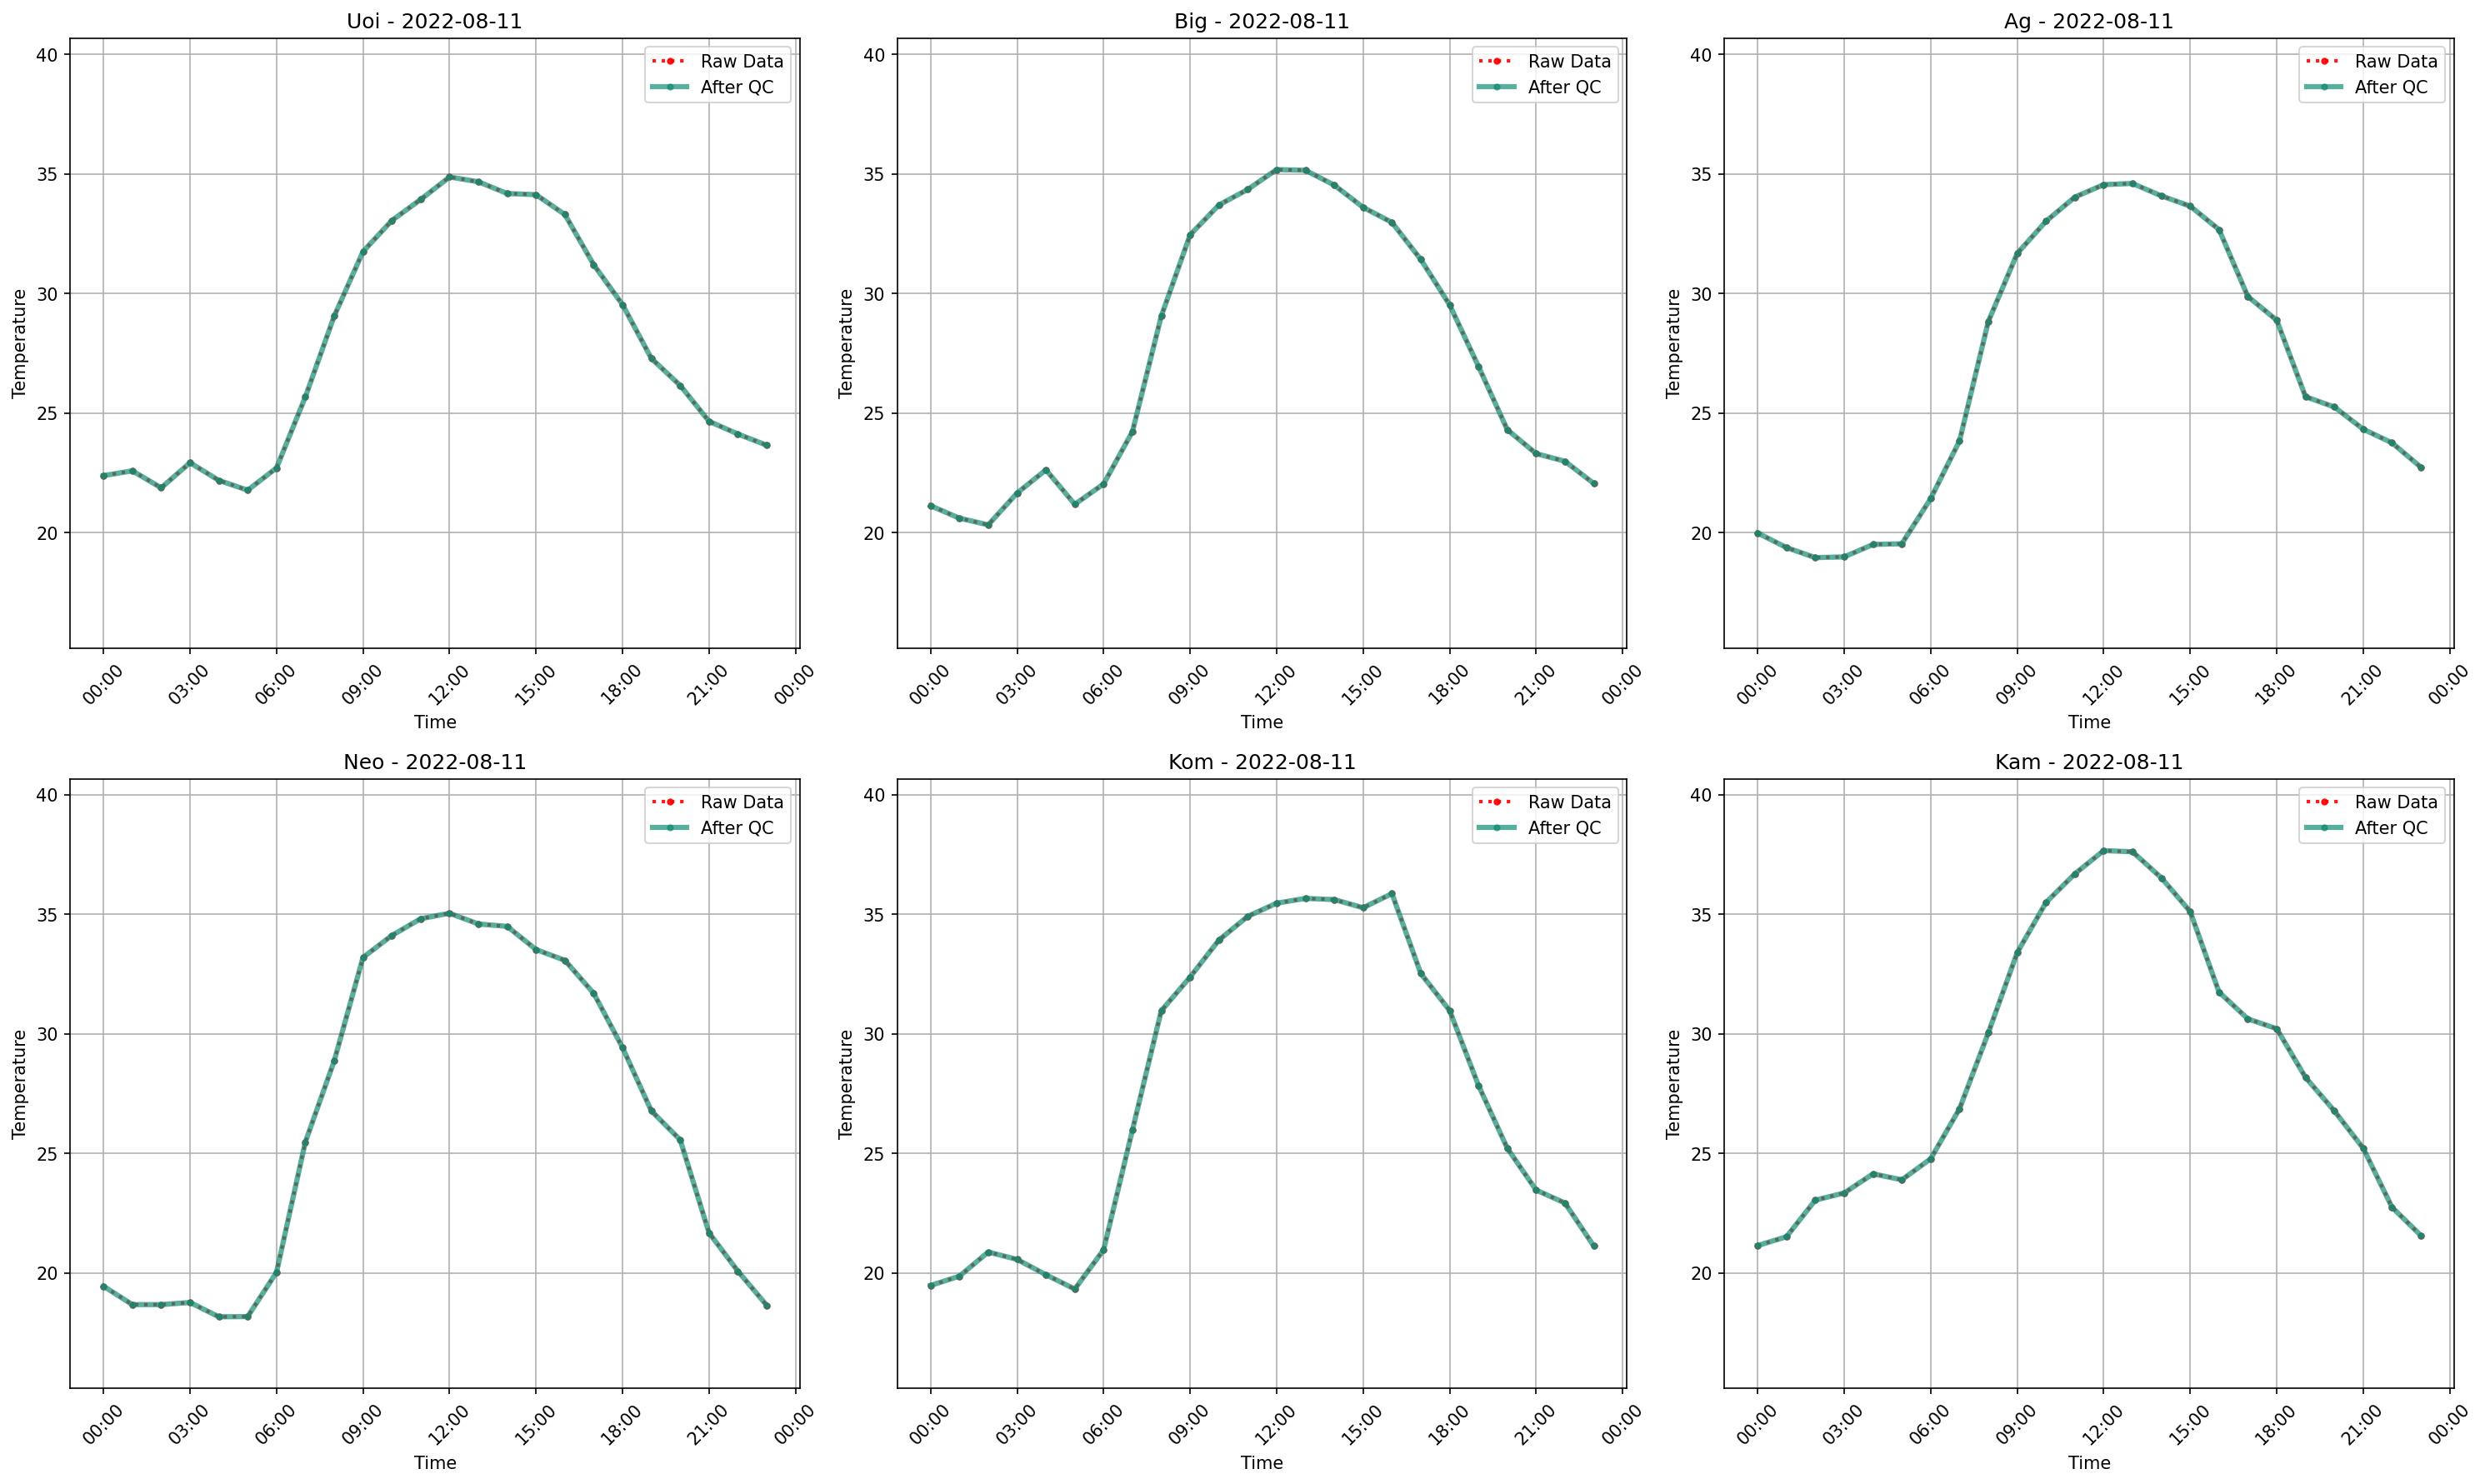 Uoi - 2022-08-11
40
35
30
25
20
Temperature
Raw Data
After QC
00:00
03:00
06:00
09:00
12:00
15:00
18:00
21:00
00:00
Time
Big - 2022-08-11
40
35
30
25
20
Temperature
Raw Data
After QC
00:00
03:00
06:00
09:00
12:00
15:00
18:00
21:00
00:00
Time
Ag - 2022-08-11
40
35
30
25
20
Temperature
Raw Data
After QC
00:00
03:00
06:00
09:00
12:00
15:00
18:00
21:00
00:00
Time
Neo - 2022-08-11
40
35
30
25
20
Temperature
Raw Data
After QC
00:00
03:00
06:00
09:00
12:00
15:00
18:00
21:00
00:00
Time
Kom - 2022-08-11
40
35
30
25
20
Temperature
Raw Data
After QC
00:00
03:00
06:00
09:00
12:00
15:00
18:00
21:00
00:00
Time
Kam - 2022-08-11
40
35
30
25
20
Temperature
Raw Data
After QC
00:00
03:00
06:00
09:00
12:00
15:00
18:00
21:00
00:00
Time